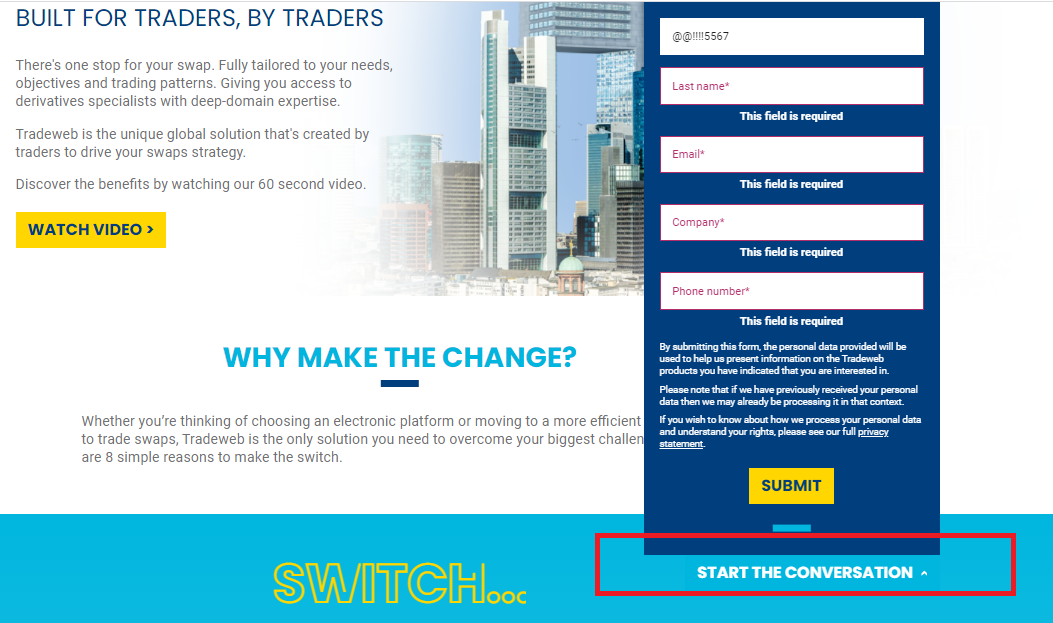 BUILT FOR TRADERS, BY TRADERS
There's one stop for your swap. Fully tailored to your needs,
objectives and trading patterns. Giving you access to
derivatives specialists with deep-domain expertise.
Tradeweb is the unique global solution that's created by
traders to drive your swaps strategy.
Discover the benefits by watching our 60 second video.
WATCH VIDEO >
WHY MAKE THE CHANGE?
Whether you’re thinking of choosing an electronic platform or moving to a more efficient
to trade swaps, Tradeweb is the only solution you need to overcome your biggest challen
are 8 simple reasons to make the switch.
SWITCH
@@!!!!5567
Last name*
This field is required
Email*
This field is required
Company*
This field is required
Phone number*
This field is required
By submitting this form, the personal data provided will be
used to help us present information on the Tradeweb
products you have indicated that you are interested in.
Please note that if we have previously received your personal
data then we may already be processing it in that context.
If you wish to know about how we process your personal data
and understand your rights, please see our full privacy
statement.
SUBMIT
START THE CONVERSATION